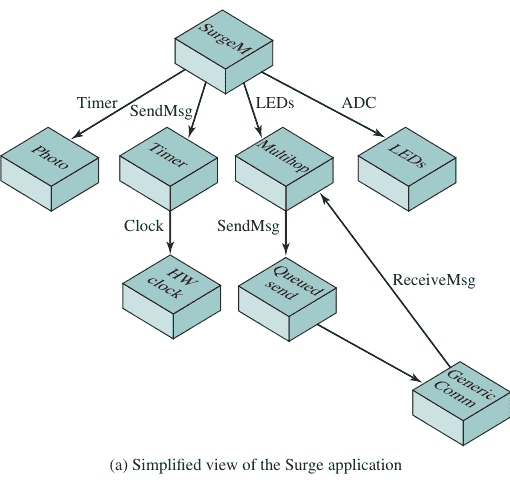 SurgeM
Timer
SendMsg
LEDs
ADC
Photo
Timer
Multihop
LEDs
Clock
SendMsg
HW
clock
Queued
send
ReceiveMsg
Generic
Comm
(a) Simplified view of the Surge application